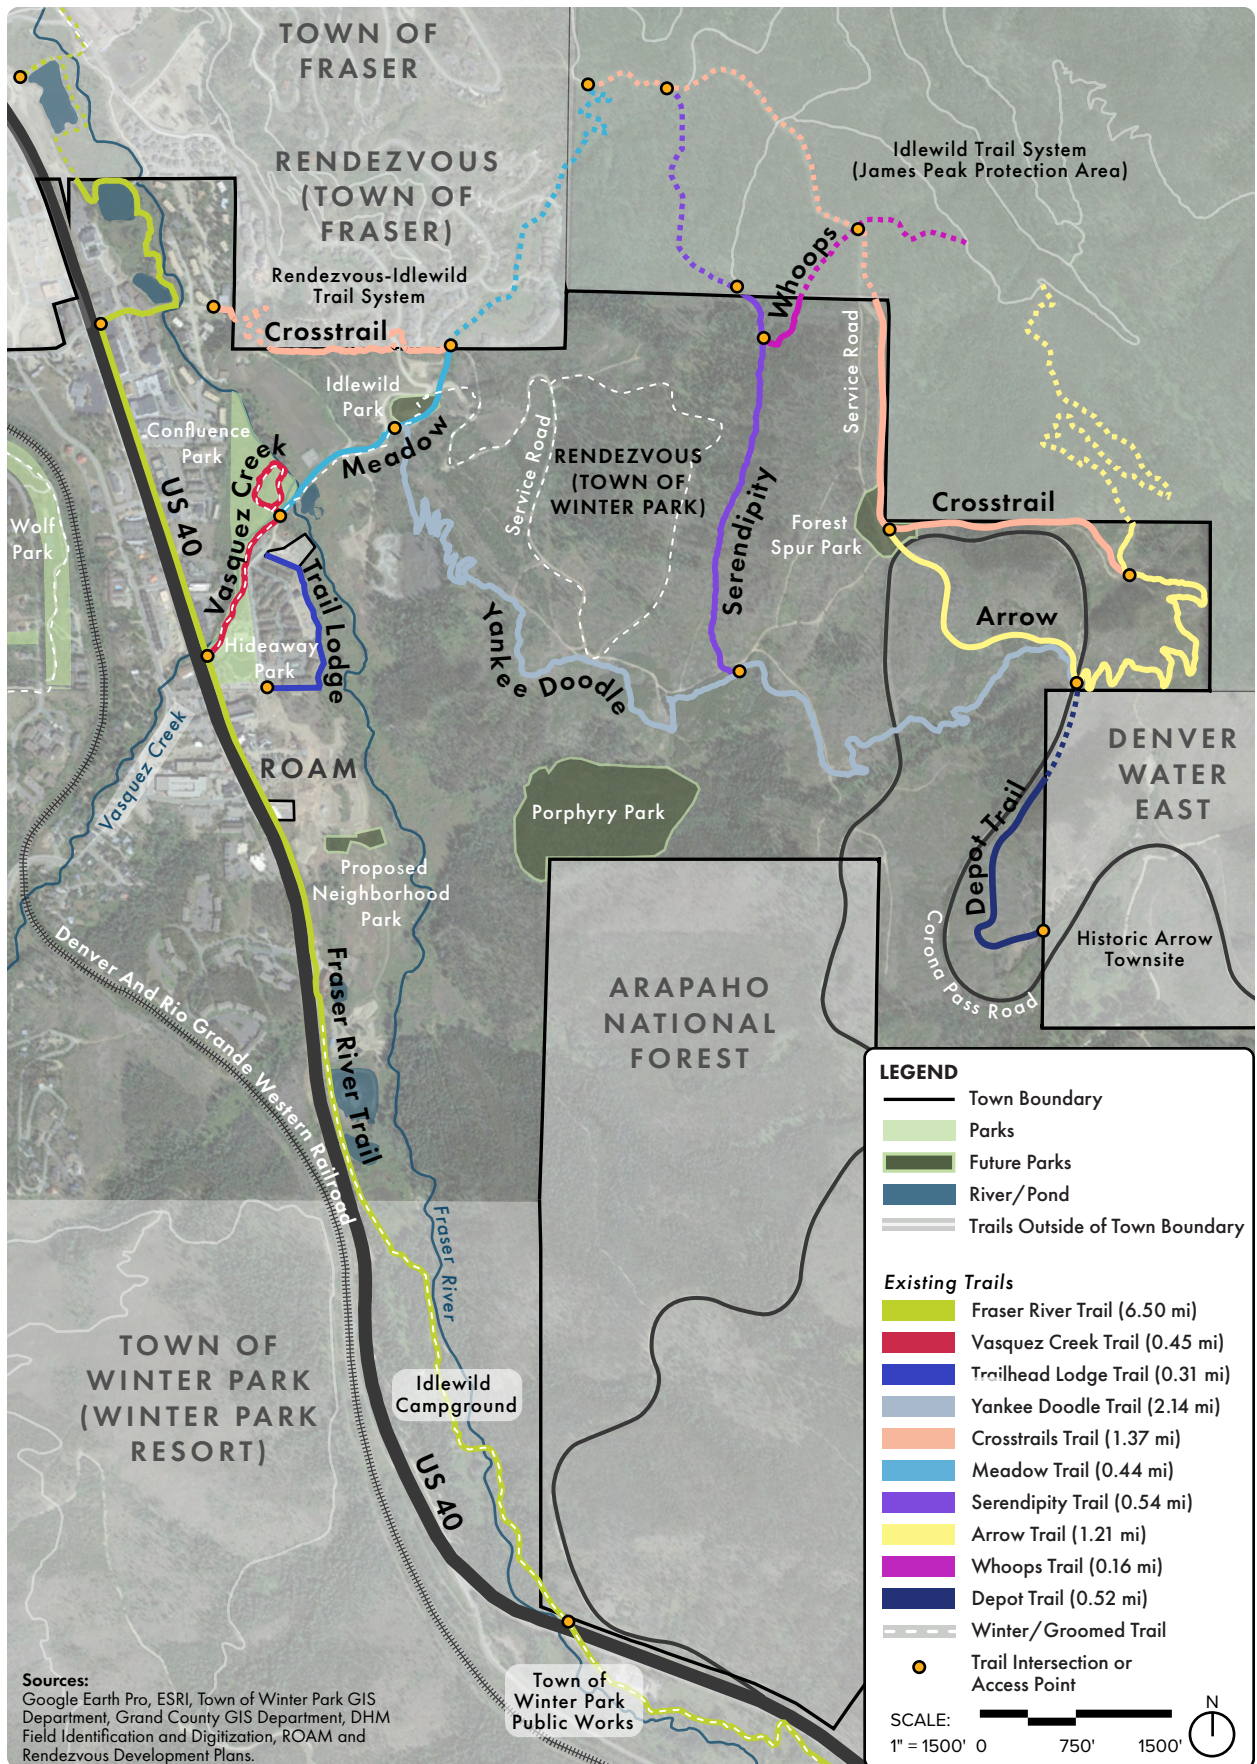 TOWN OF
FRASER
RENDEZVOUS
(TOWN OF
FRASER)
Idlewild Trail System
(James Peak Protection Area)
Rendezvous-Idlewild
Trail System
Crosstrail
Whoops
Service Road
Idlewild
Park
Confluence
Park
Meadow
Vasquez Creek
US 40
Wolf
Park
Service Road
RENDEZVOUS
(TOWN OF
WINTER PARK)
Serendipity
Forest
Spur Park
Crosstrail
Trail Lodge
Hideaway
Park
Yankee Doodle
Arrow
Vasquez Creek
ROAM
DENVER
WATER
EAST
Porphyry Park
Depot Trail
Proposed
Neighborhood
Park
Corona Pass Road
Historic Arrow
Townsite
Denver And Rio Grande Western Railroad
Fraser River Trail
ARAPAHO
NATIONAL
FOREST
Fraser River
TOWN OF
WINTER PARK
(WINTER PARK
RESORT)
Idlewild
Campground
US 40
Town of
Winter Park
Public Works
LEGEND
Town Boundary
Parks
Future Parks
River/Pond
Trails Outside of Town Boundary
Existing Trails
Fraser River Trail (6.50 mi)
Vasquez Creek Trail (0.45 mi)
Trailhead Lodge Trail (0.31 mi)
Yankee Doodle Trail (2.14 mi)
Crosstrails Trail (1.37 mi)
Meadow Trail (0.44 mi)
Serendipity Trail (0.54 mi)
Arrow Trail (1.21 mi)
Whoops Trail (0.16 mi)
Depot Trail (0.52 mi)
Winter/Groomed Trail
Trail Intersection or
Access Point
SCALE:
1" = 1500' 0 750' 1500'
N
Sources:
Google Earth Pro, ESRI, Town of Winter Park GIS
Department, Grand County GIS Department, DHM
Field Identification and Digitization, ROAM and
Rendezvous Development Plans.